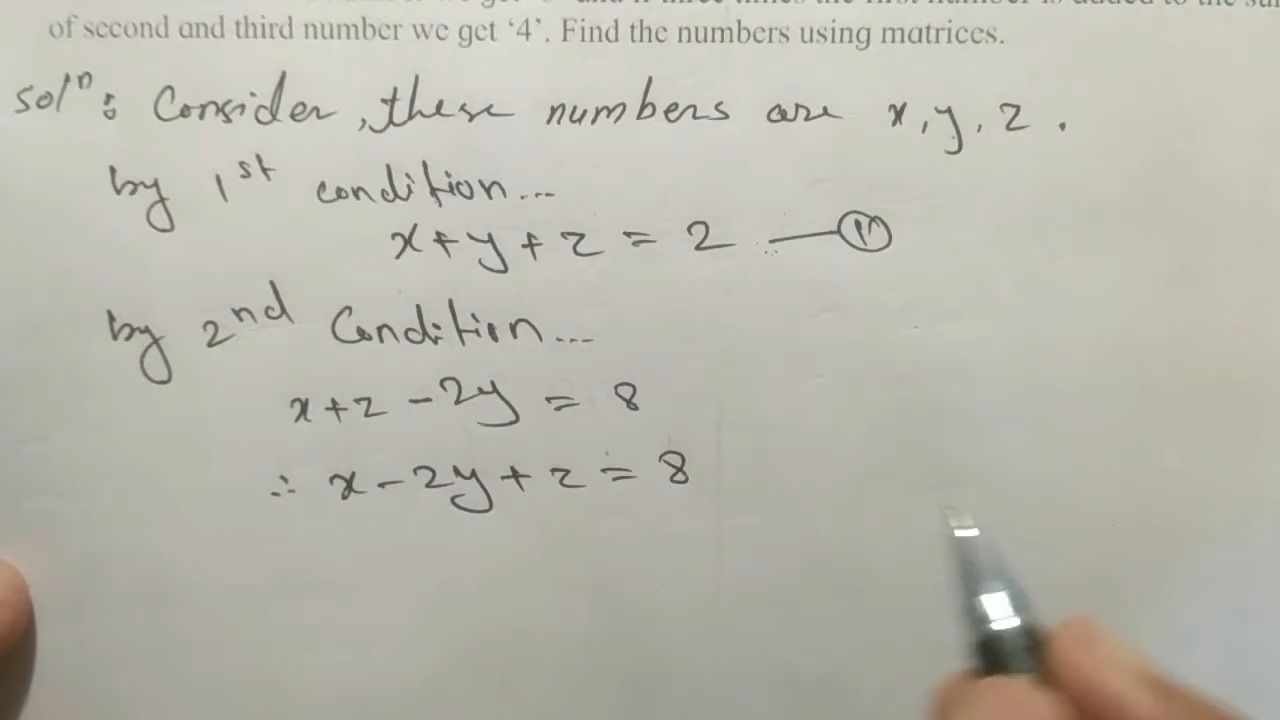 of second and third number we get ‘4’. Find the numbers using matrices.
solⁿ: Consider, these numbers are x, y, z.
by 1st condition...
x+y+z = 2 — (1)
by 2nd Condition...
x+z -2y = 8
∴ x-2y+z = 8